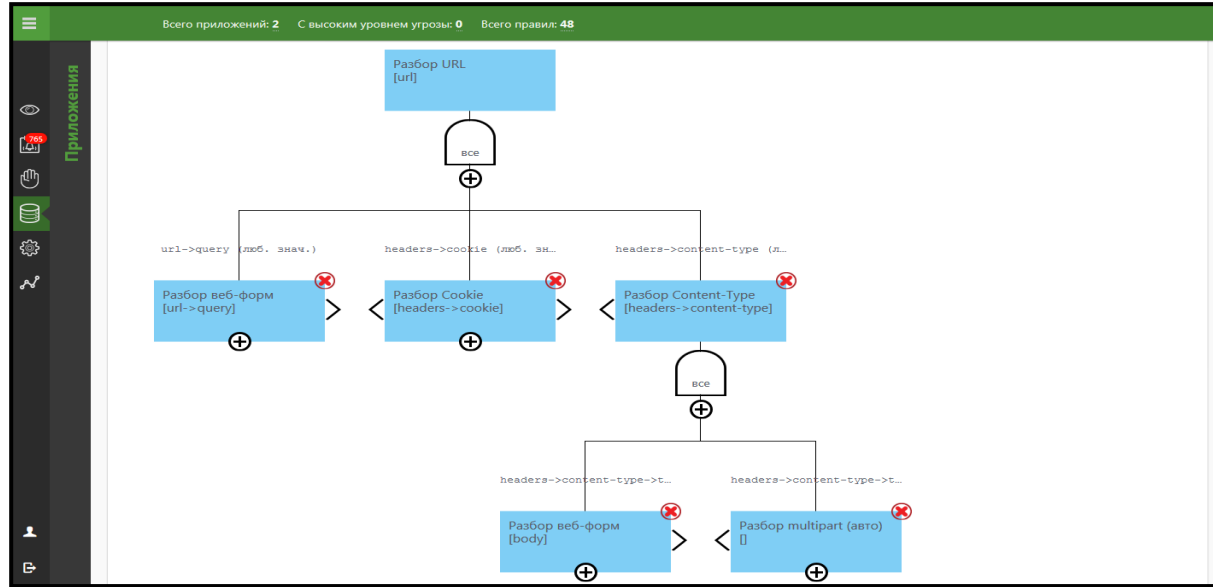 Всего приложений: 2 С высоким уровнем угрозы: 0 Всего правил: 48
Приложения
765
Разбор URL
[url]
все
url->query (люб. знач.) headers->cookie (люб. зн… headers->content-type (л…
Разбор веб-форм
[url->query]
Разбор Cookie
[headers->cookie]
Разбор Content-Type
[headers->content-type]
все
headers->content-type->t… headers->content-type->t…
Разбор веб-форм
[body]
Разбор multipart (авто)
[]